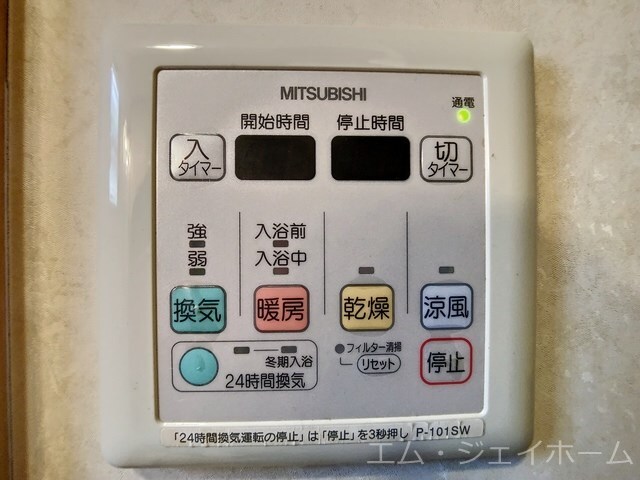 MITSUBISHI
通電
開始時間 停止時間
入
タイマー
切
タイマー
強
弱
入浴前
入浴中
換気 暖房 乾燥 涼風
冬期入浴
24時間換気
フィルター清掃
リセット
停止
「24時間換気運転の停止」は「停止」を3秒押し P-101SW
エム・ジェイホーム